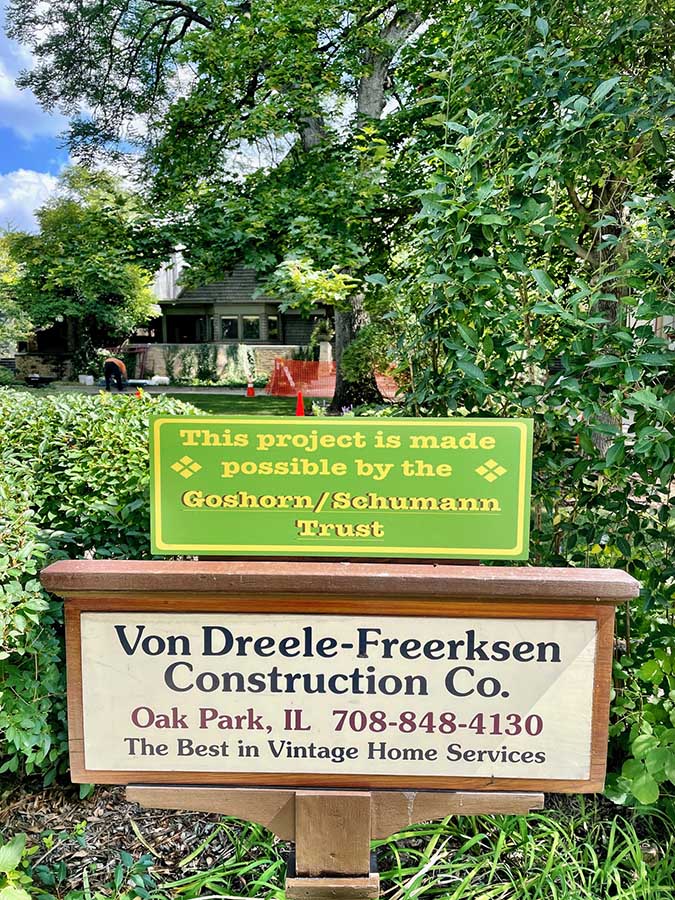 This project is made
possible by the
Goshorn/Schumann
Trust
Von Dreele-Freerksen
Construction Co.
Oak Park, IL 708-848-4130
The Best in Vintage Home Services